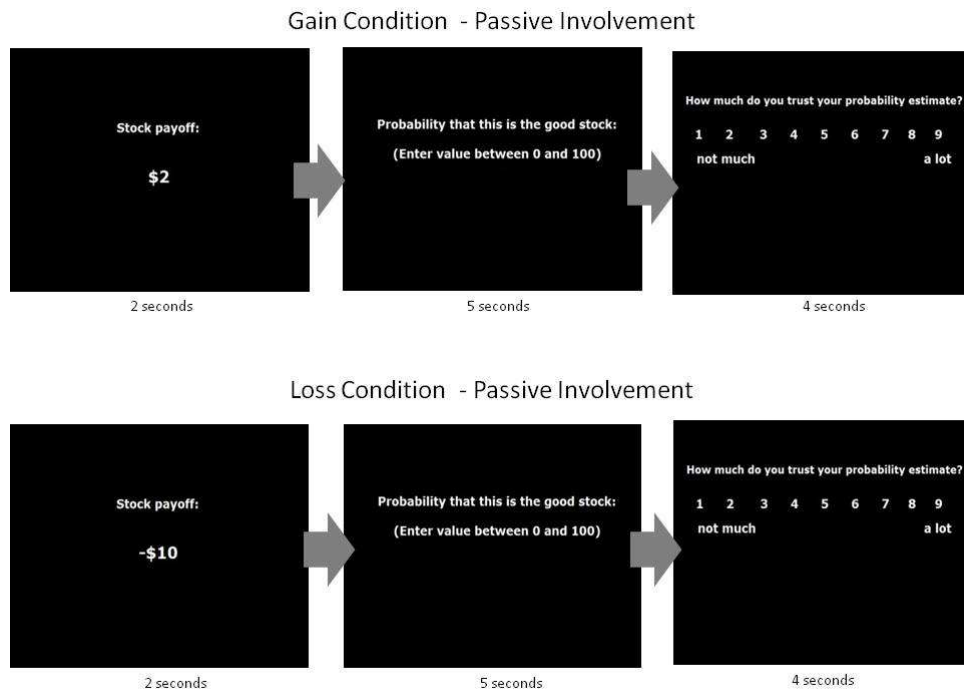 Gain Condition - Passive Involvement
Stock payoff:
$2
Probability that this is the good stock:
(Enter value between 0 and 100)
How much do you trust your probability estimate?
1 2 3 4 5 6 7 8 9
not much a lot
2 seconds
5 seconds
4 seconds
Loss Condition - Passive Involvement
Stock payoff:
-$10
Probability that this is the good stock:
(Enter value between 0 and 100)
How much do you trust your probability estimate?
1 2 3 4 5 6 7 8 9
not much a lot
2 seconds
5 seconds
4 seconds